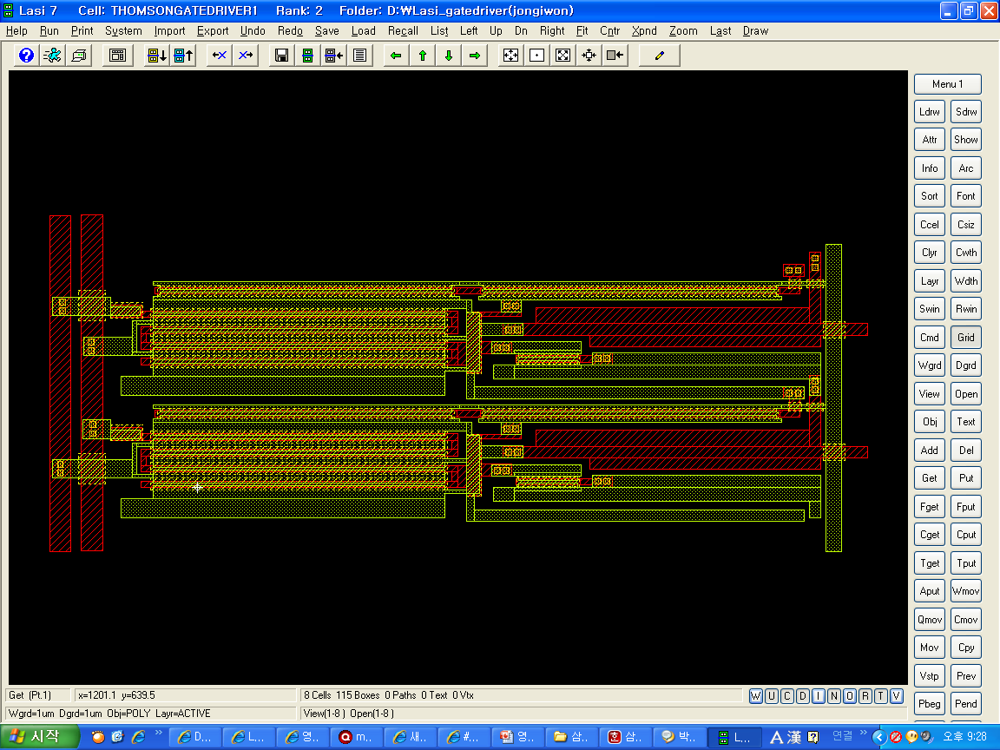 Lasi 7 Cell: THOMSONGATEDRIVER1 Rank: 2 Folder: D:₩Lasi_gatedriver(jongiwon)
Help Run Print System Import Export Undo Redo Save Load Recall List Left Up Dn Right Fit Cntr Xpnd Zoom Last Draw
Menu 1
Ldrw Sdrw
Attr Show
Info Arc
Sort Font
Ccel Csiz
Clyr Cwth
Layr Wdth
Swin Rwin
Cmd Grid
Wgrd Dgrd
View Open
Obj Text
Add Del
Get Put
Fget Fput
Cget Cput
Tget Tput
Aput Wmov
Qmov Cmov
Mov Cpy
Vstp Prev
Pbeg Pend
Get (Pt.1) x=1201.1 y=639.5 8 Cells 115 Boxes 0 Paths 0 Text 0 Vtx W U C D I N O R T V
Wgrd=1um Dgrd=1um Obj=POLY Layr=ACTIVE View(1-8 ) Open(1-8 )
시작 D... L... 영.. m.. 새.. #... 영.. 삼.. 삼.. 박.. L... A 漢 연결 오후 9:28